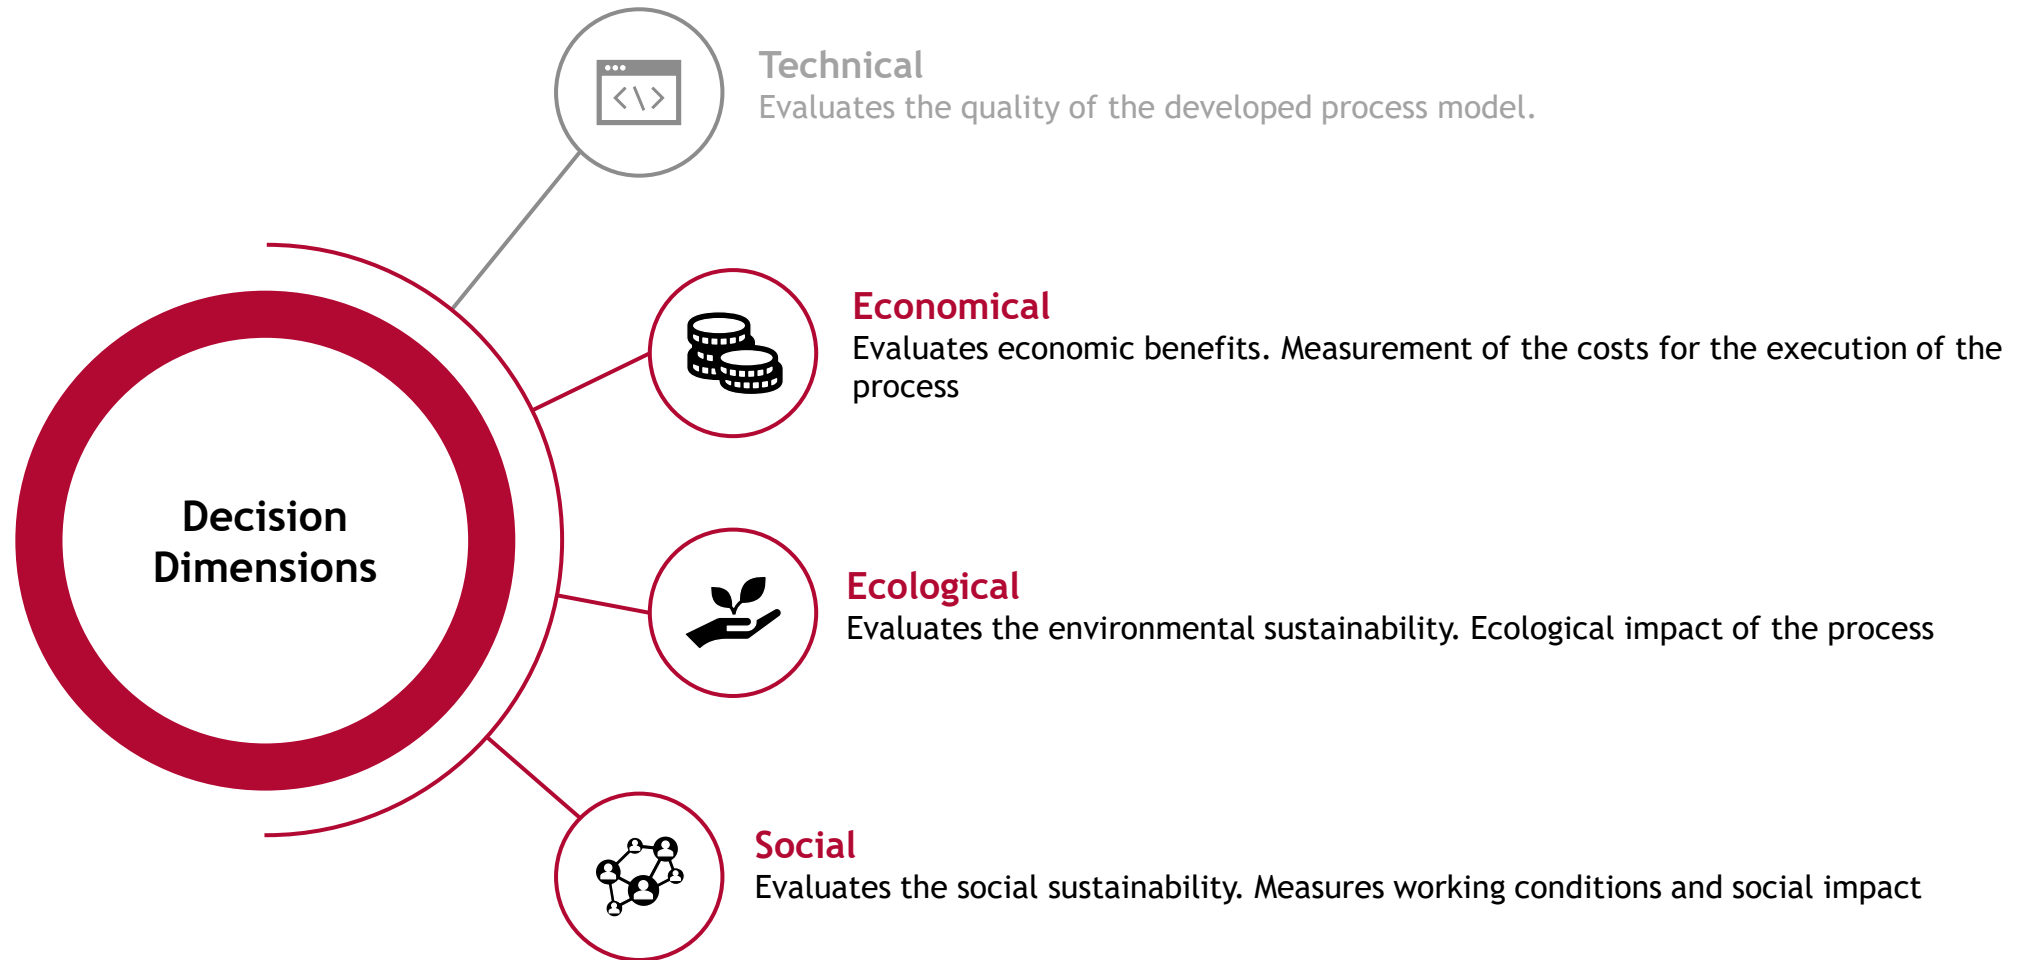 Technical
Evaluates the quality of the developed process model.
Economical
Evaluates economic benefits. Measurement of the costs for the execution of the
process
Decision
Dimensions
Ecological
Evaluates the environmental sustainability. Ecological impact of the process
Social
Evaluates the social sustainability. Measures working conditions and social impact